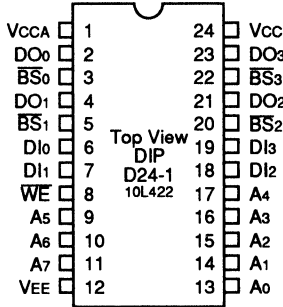 VCCA 1 24 VCC
DO0 2 23 DO3
BS0 3 22 BS3
DO1 4 21 DO2
BS1 5 20 BS2
DI0 6 Top View 19 DI3
DI1 7 DIP 18 DI2
WE 8 D24-1 17 A4
A5 9 10L422 16 A3
A6 10 15 A2
A7 11 14 A1
VEE 12 13 A0